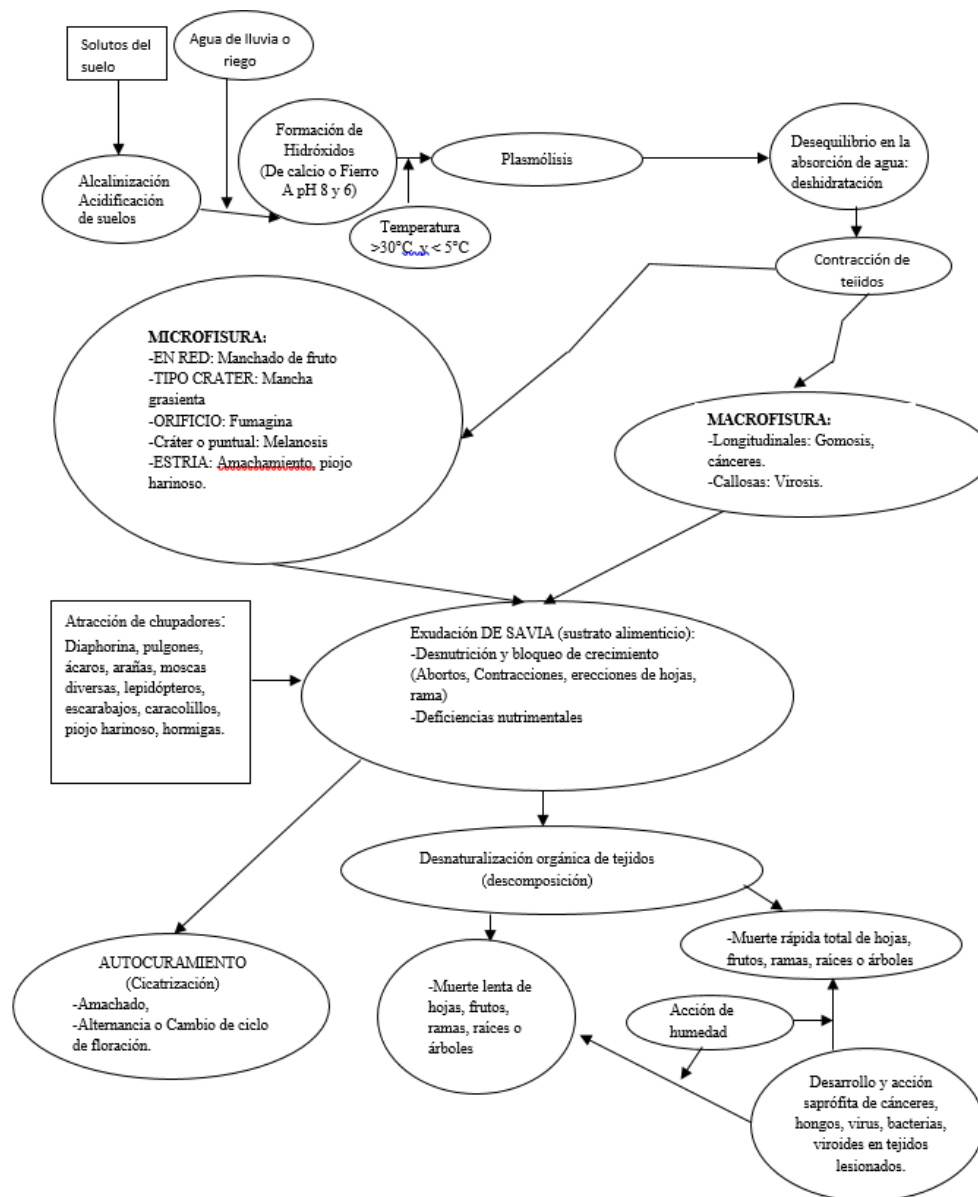 Solutos del
suelo
Agua de lluvia o
riego
Alcalinización
Acidificación
de suelos
Formación de
Hidróxidos
(De calcio o Fierro
A pH 8 y 6)
Temperatura
>30°C y < 5°C
Plasmólisis
Desequilibrio en la
absorción de agua:
deshidratación
Contracción de
tejidos
MICROFISURA:
-EN RED: Manchado de fruto
-TIPO CRATER: Mancha
grasienta
-ORIFICIO: Fumagina
-Cráter o puntual: Melanosis
-ESTRIA: Amachamiento, piojo
harinoso.
MACROFISURA:
-Longitudinales: Gomosis,
cánceres.
-Callosas: Virosis.
Atracción de chupadores:
Diaphorina, pulgones,
ácaros, arañas, moscas
diversas, lepidópteros,
escarabajos, caracolillos,
piojo harinoso, hormigas.
Exudación DE SAVIA (sustrato alimenticio):
-Desnutrición y bloqueo de crecimiento
(Abortos, Contracciones, erecciones de hojas,
rama)
-Deficiencias nutrimentales
Desnaturalización orgánica de tejidos
(descomposición)
AUTOCURAMIENTO
(Cicatrización)
-Amachado,
-Alternancia o Cambio de ciclo
de floración.
-Muerte lenta de
hojas, frutos,
ramas, raíces o
árboles
-Muerte rápida total de hojas,
frutos, ramas, raíces o árboles
Acción de
humedad
Desarrollo y acción
saprófita de cánceres,
hongos, virus, bacterias,
viroides en tejidos
lesionados.